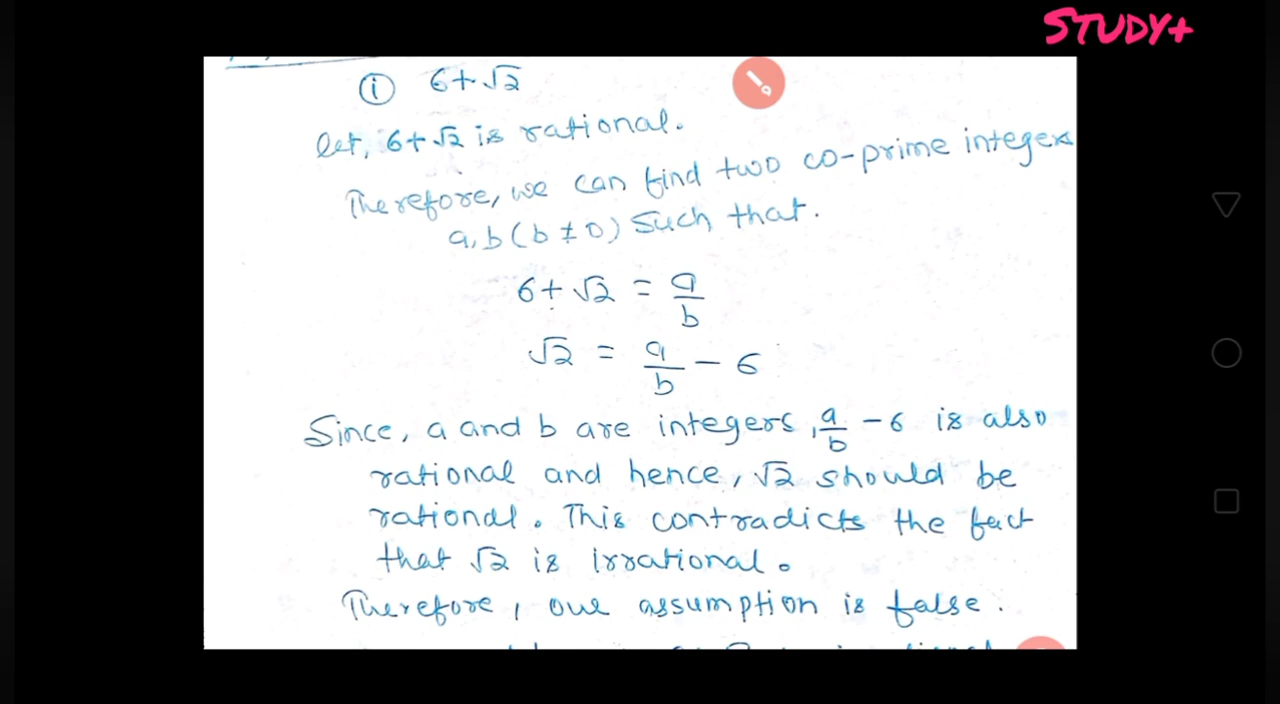 STUDY+
(i) 6+√2
let, 6+√2 is rational.
Therefore, we can find two co-prime integers
a,b (b ≠ 0) Such that.
6+ √2 = a/b
√2 = a/b - 6
Since, a and b are integers, a/b - 6 is also
rational and hence, √2 should be
rational. This contradicts the fact
that √2 is irrational.
Therefore, our assumption is false.